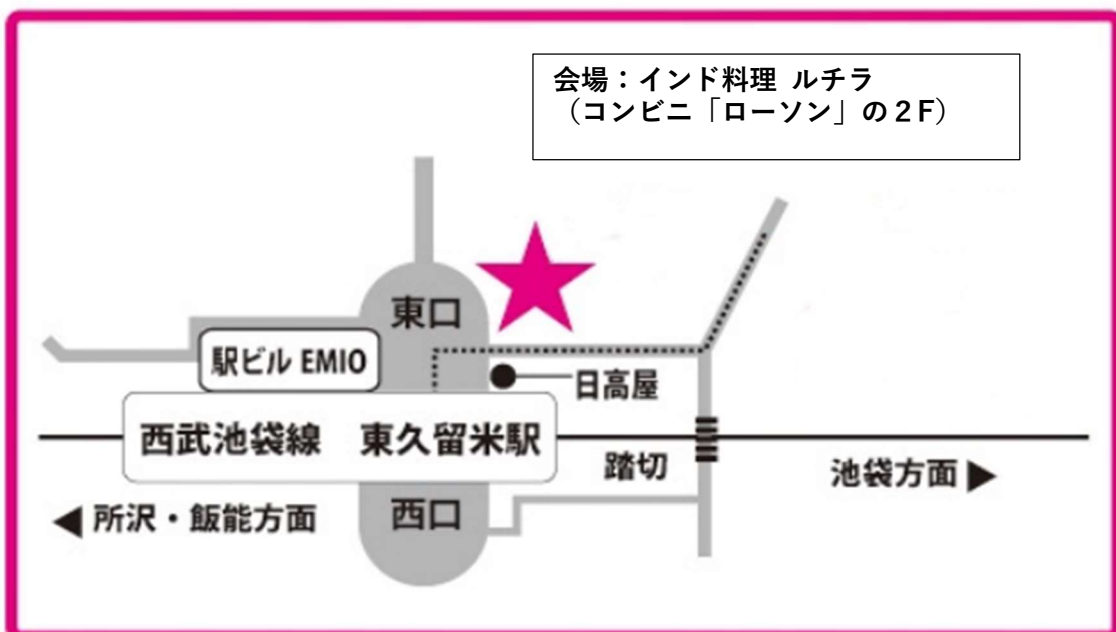 会場：インド料理 ルチラ
（コンビニ「ローソン」の２F）
東口
駅ビル EMIO
日高屋
西武池袋線　東久留米駅
踏切
池袋方面▶
◀所沢・飯能方面
西口